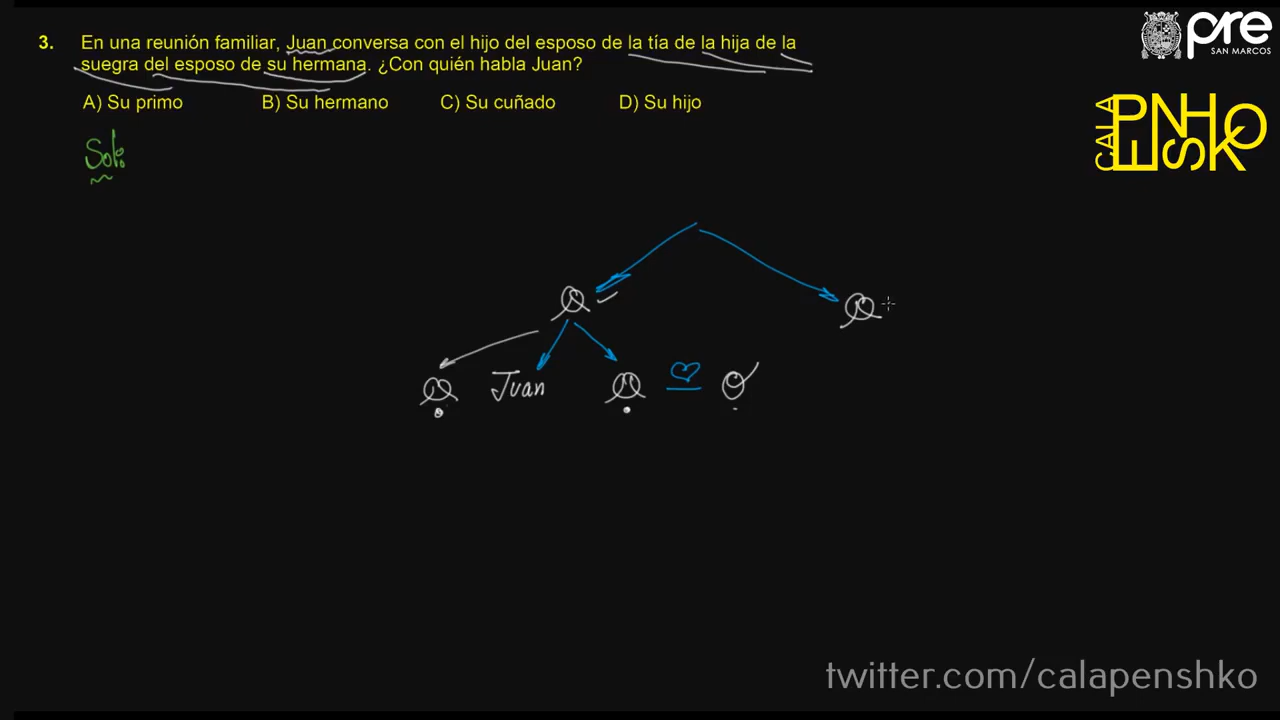 3. En una reunión familiar, Juan conversa con el hijo del esposo de la tía de la hija de la
suegra del esposo de su hermana. ¿Con quién habla Juan?
A) Su primo B) Su hermano C) Su cuñado D) Su hijo
pre
SAN MARCOS
CALA
PENSHKO
Sol:
Juan
twitter.com/calapenshko